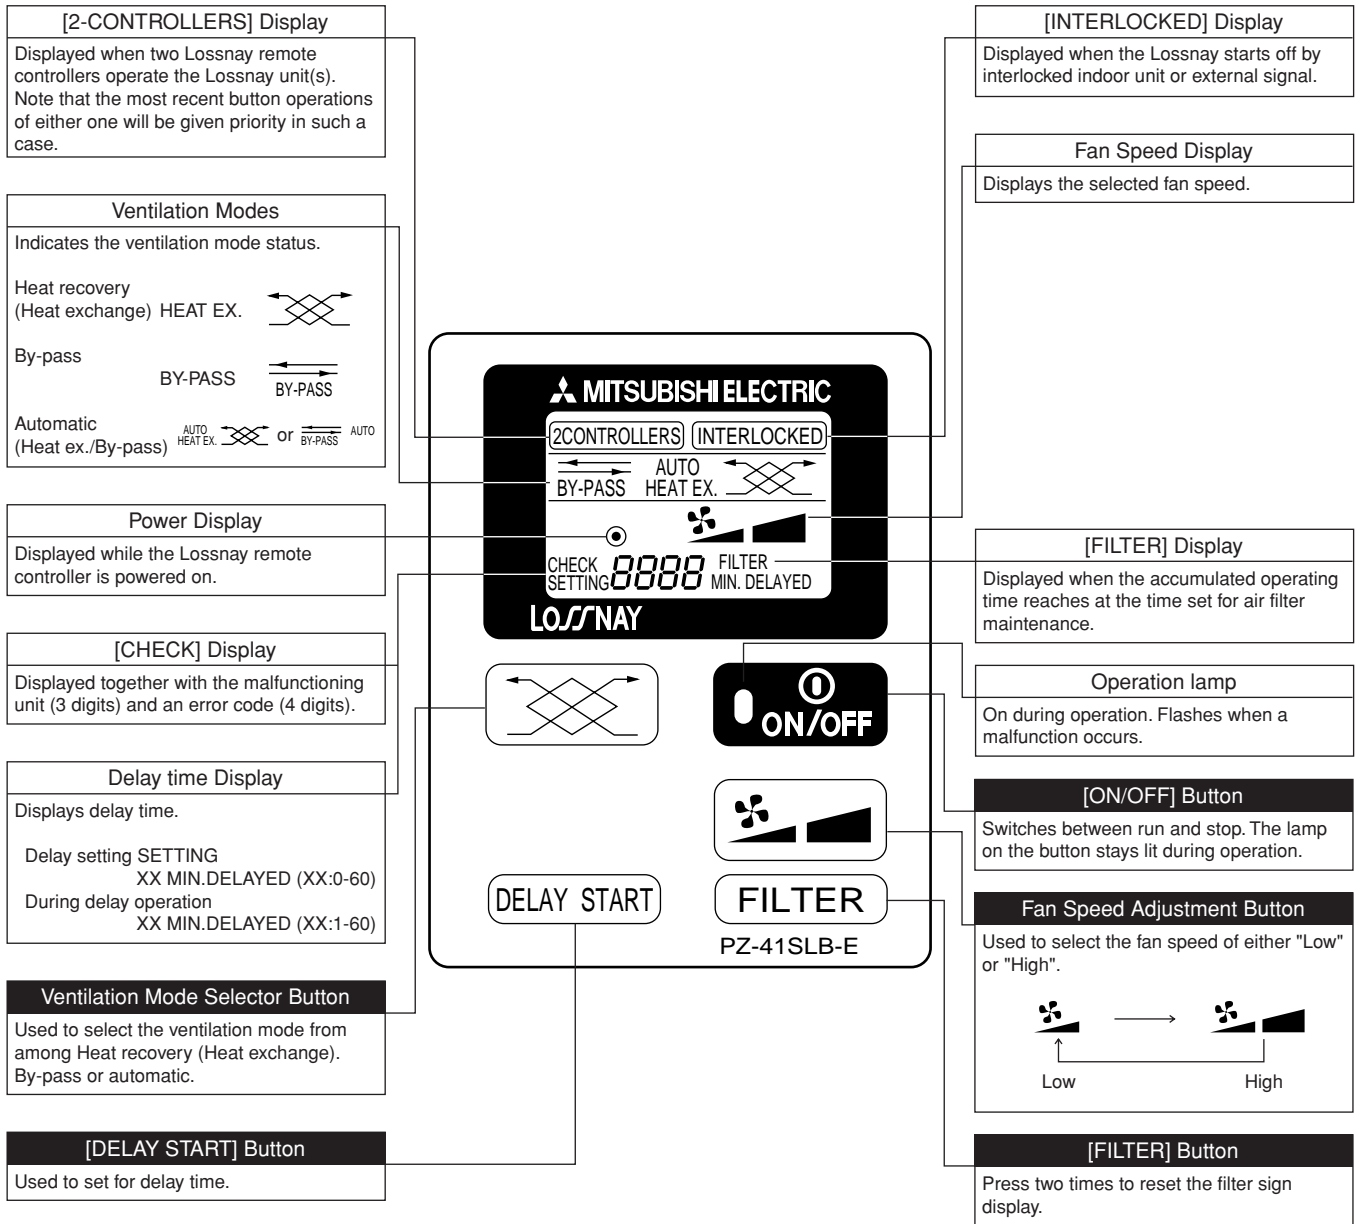 [2-CONTROLLERS] Display
Displayed when two Lossnay remote
controllers operate the Lossnay unit(s).
Note that the most recent button operations
of either one will be given priority in such a
case.
Ventilation Modes
Indicates the ventilation mode status.
Heat recovery
(Heat exchange) HEAT EX.
By-pass
BY-PASS
BY-PASS
Automatic
(Heat ex./By-pass)
AUTO
HEAT EX.
or
BY-PASS
AUTO
Power Display
Displayed while the Lossnay remote
controller is powered on.
[CHECK] Display
Displayed together with the malfunctioning
unit (3 digits) and an error code (4 digits).
Delay time Display
Displays delay time.
Delay setting SETTING
XX MIN.DELAYED (XX:0-60)
During delay operation
XX MIN.DELAYED (XX:1-60)
Ventilation Mode Selector Button
Used to select the ventilation mode from
among Heat recovery (Heat exchange).
By-pass or automatic.
[DELAY START] Button
Used to set for delay time.
MITSUBISHI ELECTRIC
2CONTROLLERS INTERLOCKED
BY-PASS
AUTO
HEAT EX.
CHECK
SETTING
8888
FILTER
MIN. DELAYED
LOSSNAY
ON/OFF
DELAY START
FILTER
PZ-41SLB-E
[INTERLOCKED] Display
Displayed when the Lossnay starts off by
interlocked indoor unit or external signal.
Fan Speed Display
Displays the selected fan speed.
[FILTER] Display
Displayed when the accumulated operating
time reaches at the time set for air filter
maintenance.
Operation lamp
On during operation. Flashes when a
malfunction occurs.
[ON/OFF] Button
Switches between run and stop. The lamp
on the button stays lit during operation.
Fan Speed Adjustment Button
Used to select the fan speed of either "Low"
or "High".
Low
High
[FILTER] Button
Press two times to reset the filter sign
display.